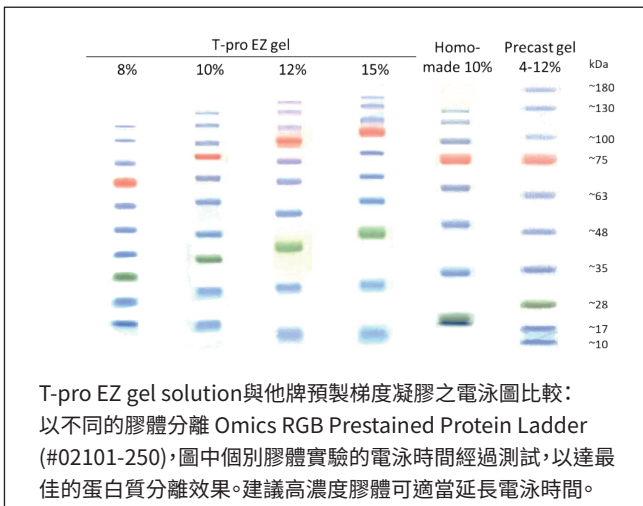 T-pro EZ gel
Homo-
made 10%
Precast gel
4-12%
8%
10%
12%
15%
kDa
~180
~130
~100
~75
~63
~48
~35
~28
~17
~10
T-pro EZ gel solution與他牌預製梯度凝膠之電泳圖比較：
以不同的膠體分離 Omics RGB Prestained Protein Ladder
(#02101-250)，圖中個別膠體實驗的電泳時間經過測試，以達最
佳的蛋白質分離效果。建議高濃度膠體可適當延長電泳時間。